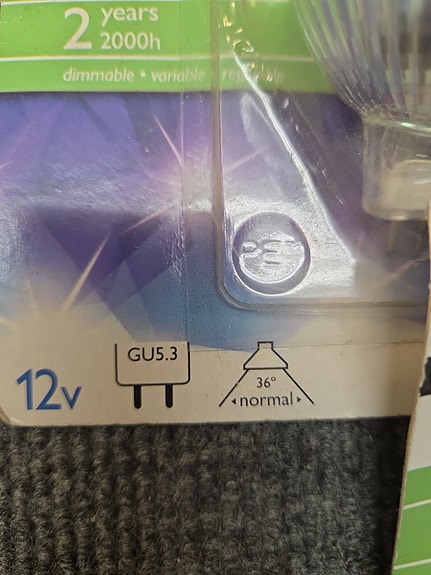 2 years
2000h
dimmable • variable •
PET
12v
GU5.3
36°
normal